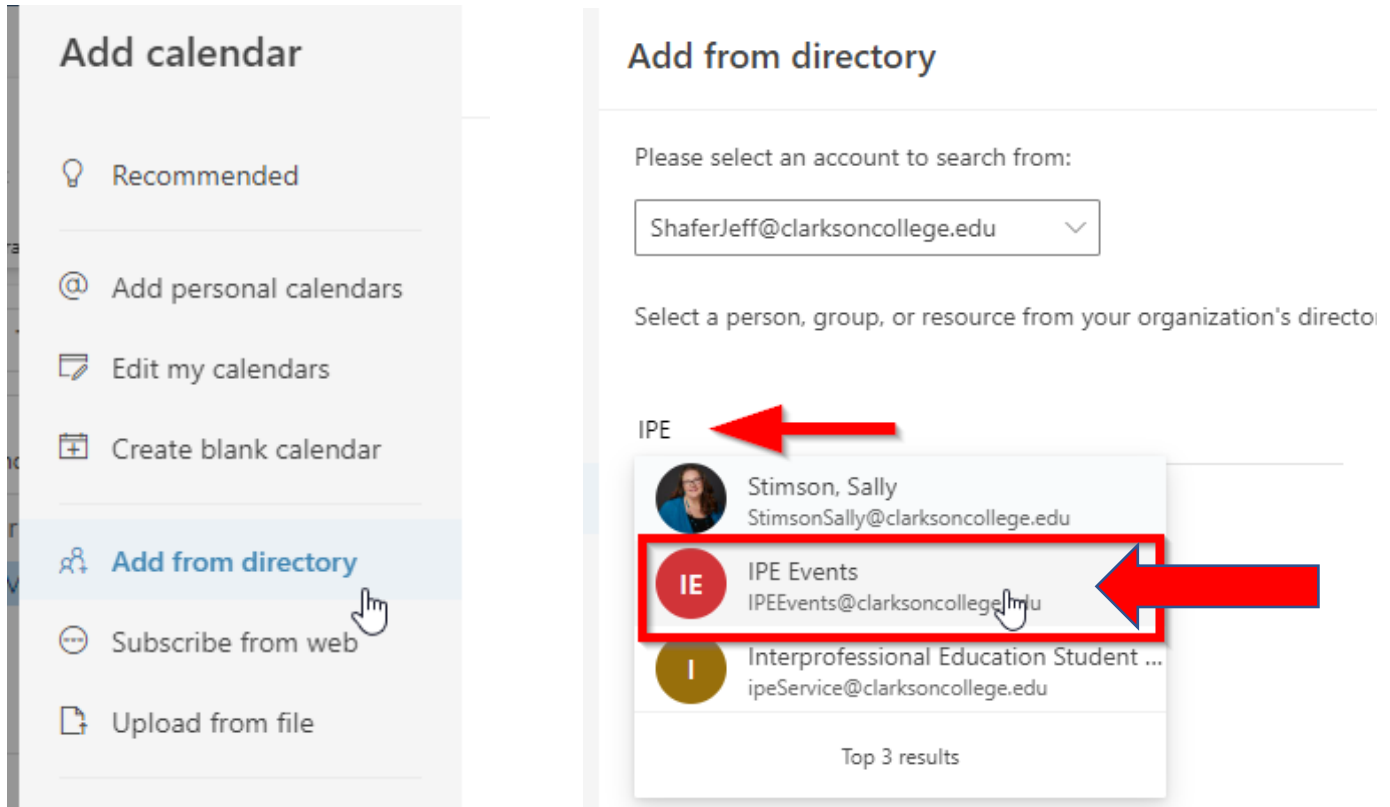 Add calendar
Recommended
Add personal calendars
Edit my calendars
Create blank calendar
Add from directory
Subscribe from web
Upload from file
Add from directory
Please select an account to search from:
ShaferJeff@clarksoncollege.edu
Select a person, group, or resource from your organization's
IPE
Stimson, Sally
StimsonSally@clarksoncollege.edu
IE
IPE Events
IPEEvents@clarksoncollege.edu
I
Interprofessional Education Student ...
ipeService@clarksoncollege.edu
Top 3 results